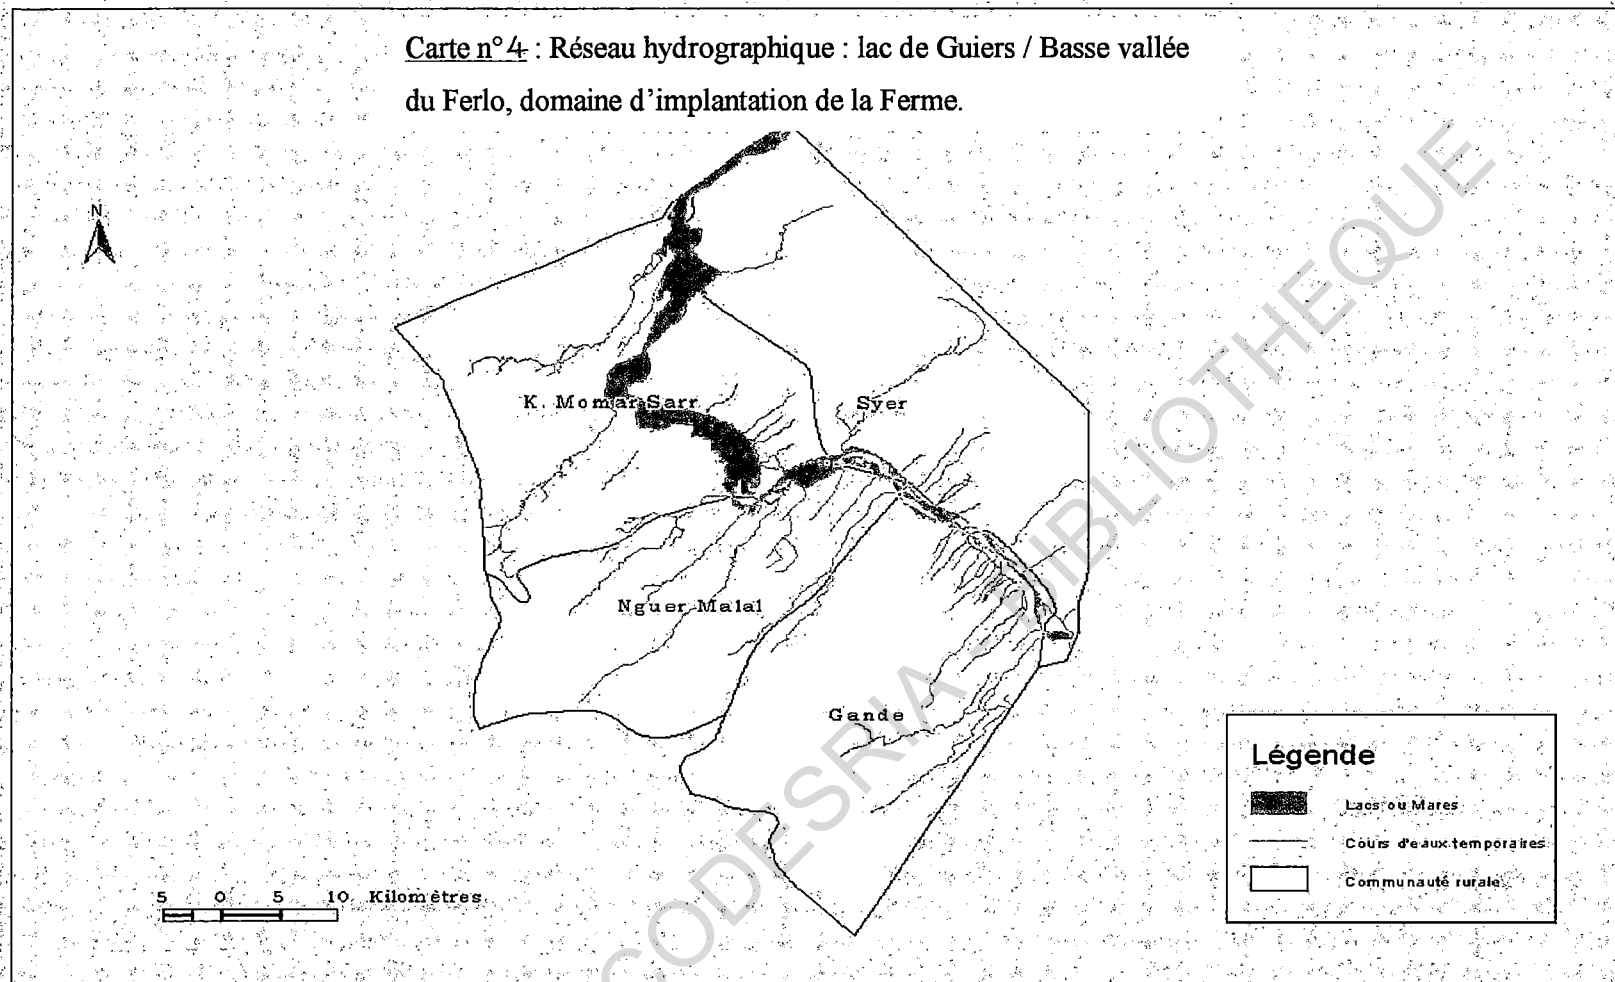 Carte n°4 : Réseau hydrographique : lac de Guiers / Basse vallée
du Ferlo, domaine d'implantation de la Ferme.
N
K. Momar Sarr
Syer
Nguer Malal
Gande
5 0 5 10 Kilomètres
Légende
Lacs ou Mares
Cours d'eaux temporaires
Communauté rurale
CODESRIA - BIBLIOTHEQUE